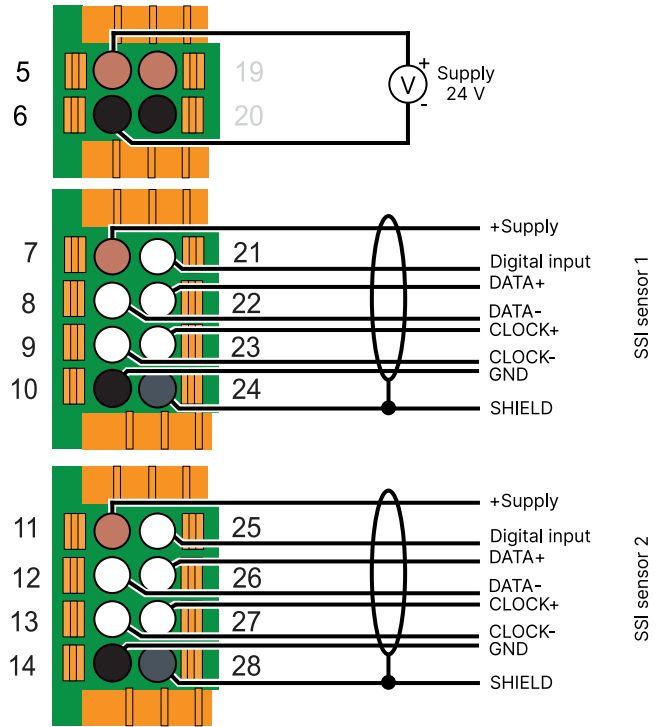 5
19
6
20
V
+
-
Supply
24 V
7
21
8
22
9
23
10
24
+Supply
Digital input
DATA+
DATA-
CLOCK+
CLOCK-
GND
SHIELD
SSI sensor 1
11
25
12
26
13
27
14
28
+Supply
Digital input
DATA+
DATA-
CLOCK+
CLOCK-
GND
SHIELD
SSI sensor 2